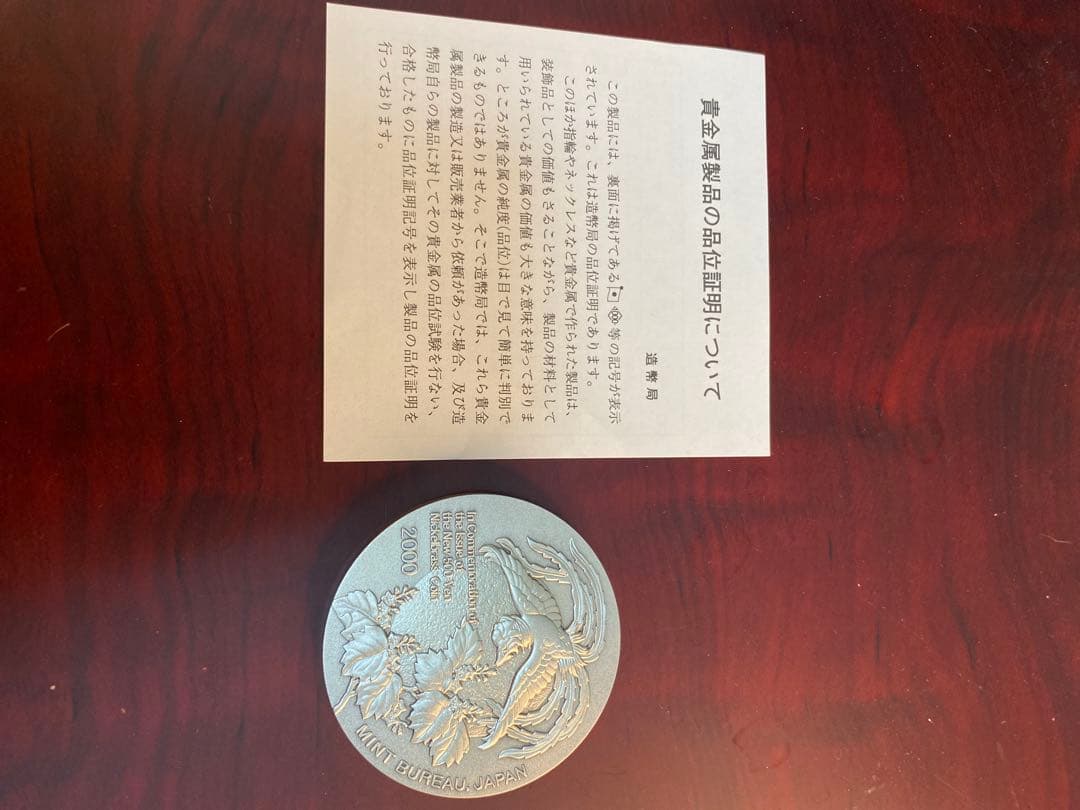 貴金属製品の品位証明について
造幣局
この製品には、裏面に掲げてある等の記号が表示
されています。これは造幣局の品位証明であります。
このほか指輪やネックレスなど貴金属で作られた製品は、
装飾品としての価値もさることながら、製品の材料として
用いられている貴金属の価値も大きな意味を持っておりま
す。ところが貴金属の純度(品位)は目で見て簡単に判別で
きるものではありません。そこで造幣局では、これら貴金
属製品の製造又は販売業者から依頼があった場合、及び造
幣局自らの製品に対してその貴金属の品位試験を行ない、
合格したものに品位証明記号を表示し製品の品位証明を
行っております。
In Commemoration of
the Issue of
the New 500 Yen
Nickel-brass Coin
2000
MINT BUREAU, JAPAN